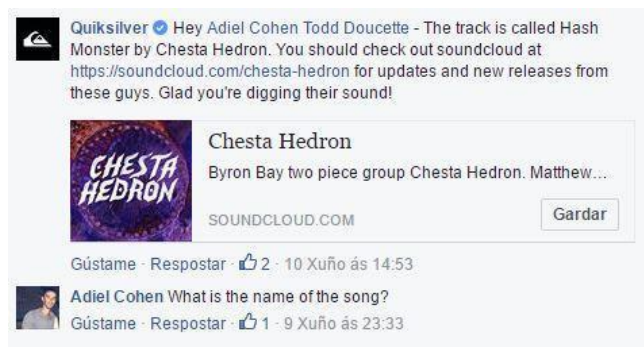 Quiksilver Hey Adiel Cohen Todd Doucette - The track is called Hash
Monster by Chesta Hedron. You should check out soundcloud at
https://soundcloud.com/chesta-hedron for updates and new releases from
these guys. Glad you're digging their sound!
CHESTA
HEDRON
Chesta Hedron
Byron Bay two piece group Chesta Hedron. Matthew...
SOUNDCLOUD.COM
Gardar
Gústame · Respostar · 2 · 10 Xuño ás 14:53
Adiel Cohen What is the name of the song?
Gústame · Respostar · 1 · 9 Xuño ás 23:33